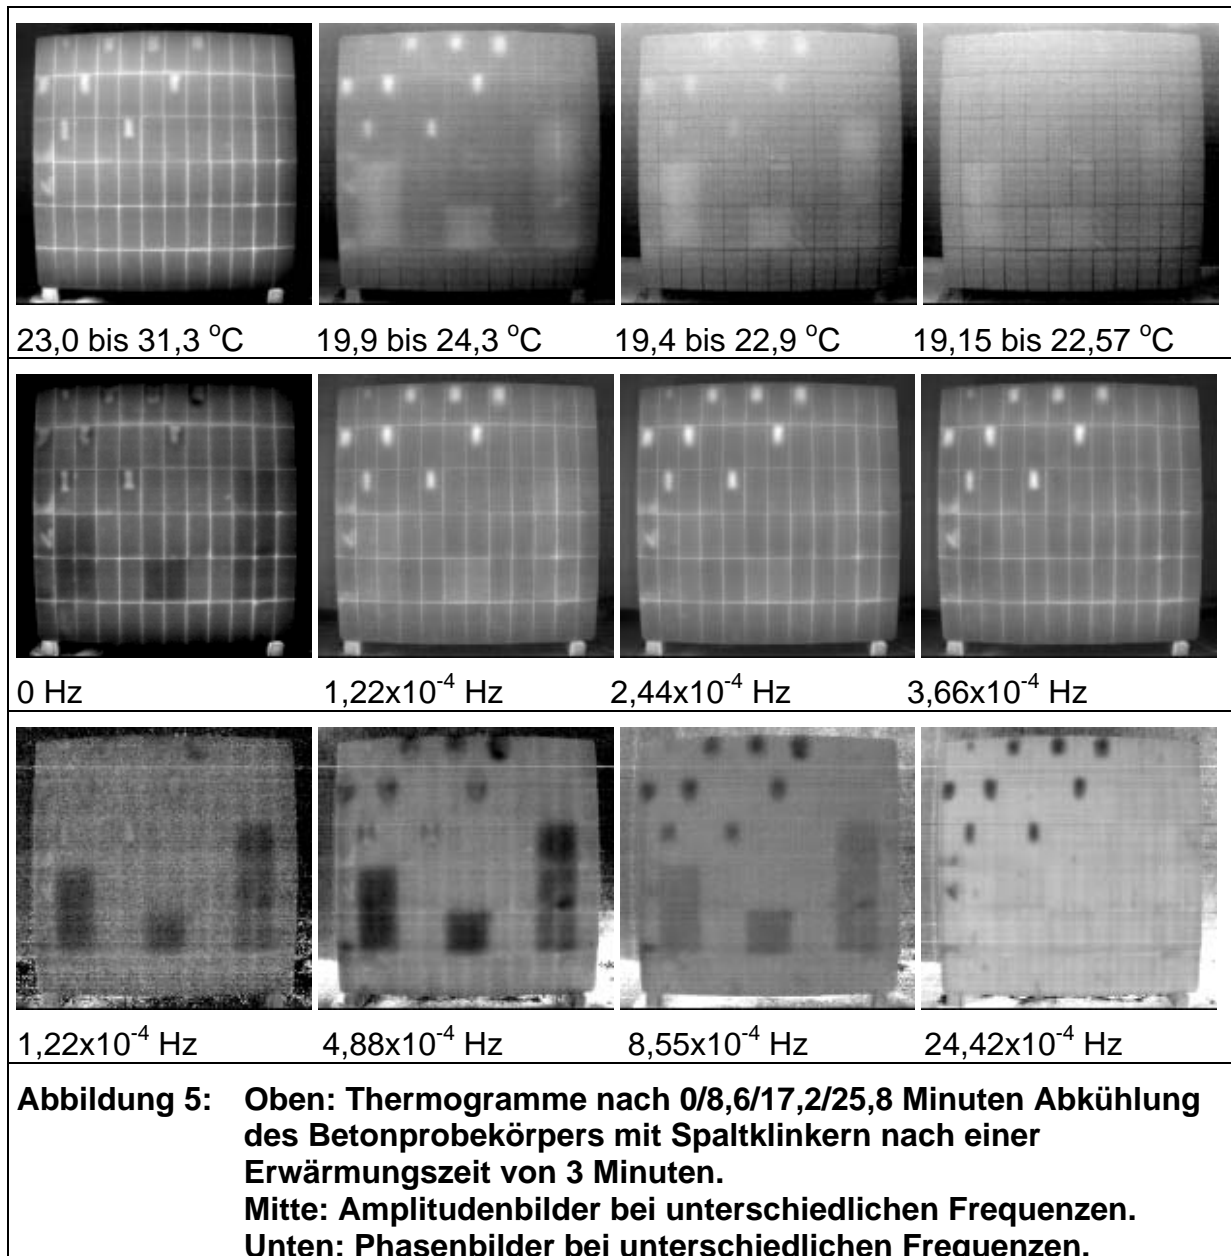 23,0 bis 31,3 °C 19,9 bis 24,3 °C 19,4 bis 22,9 °C 19,15 bis 22,57 °C
0 Hz 1,22x10⁻⁴ Hz 2,44x10⁻⁴ Hz 3,66x10⁻⁴ Hz
1,22x10⁻⁴ Hz 4,88x10⁻⁴ Hz 8,55x10⁻⁴ Hz 24,42x10⁻⁴ Hz
Abbildung 5: Oben: Thermogramme nach 0/8,6/17,2/25,8 Minuten Abkühlung
des Betonprobekörpers mit Spaltklinkern nach einer
Erwärmungszeit von 3 Minuten.
Mitte: Amplitudenbilder bei unterschiedlichen Frequenzen.
Unten: Phasenbilder bei unterschiedlichen Frequenzen.